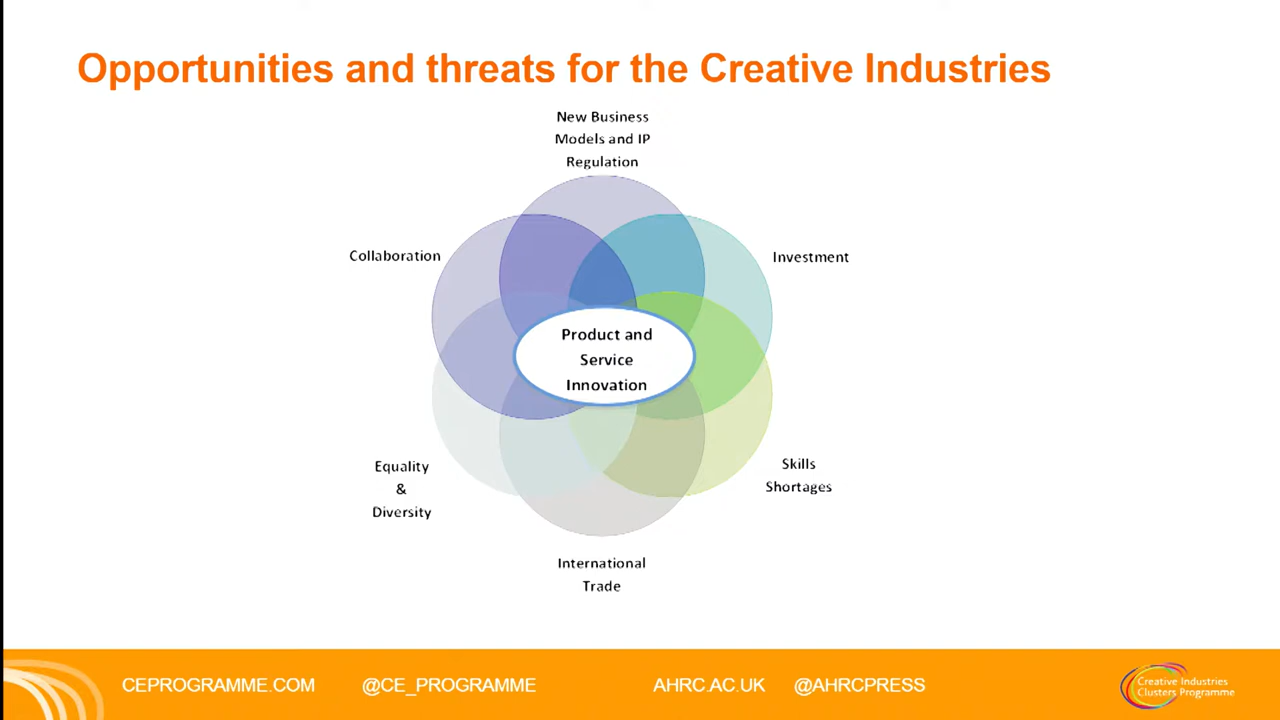 Opportunities and threats for the Creative Industries
New Business
Models and IP
Regulation
Collaboration
Investment
Product and
Service
Innovation
Equality
&
Diversity
Skills
Shortages
International
Trade
CEPROGRAMME.COM @CE_PROGRAMME AHRC.AC.UK @AHRCPRESS
Creative Industries
Clusters Programme